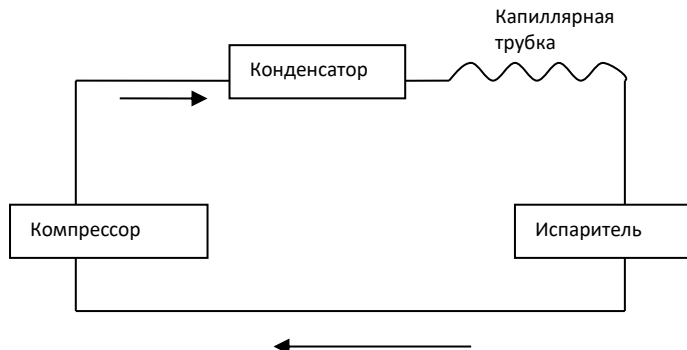 Капиллярная
трубка
Конденсатор
Компрессор
Испаритель